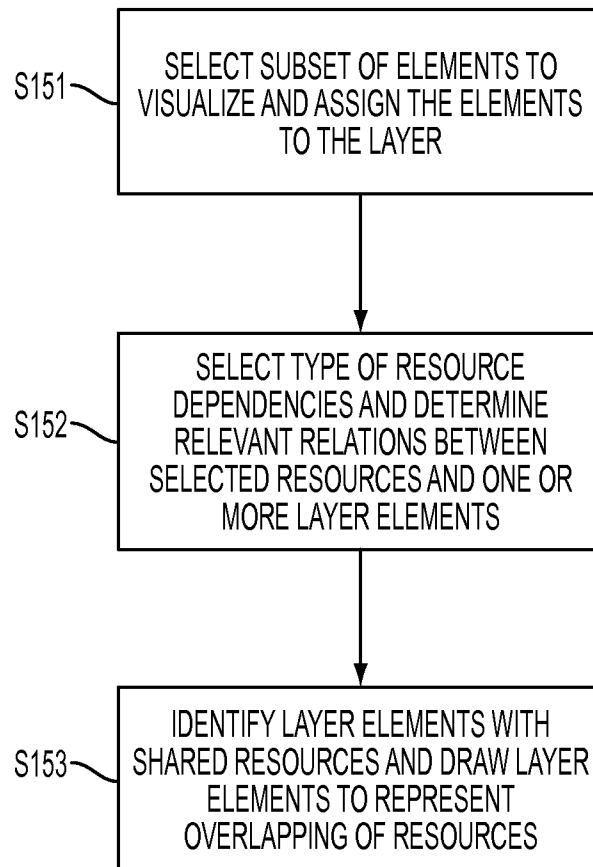 S151
SELECT SUBSET OF ELEMENTS TO
VISUALIZE AND ASSIGN THE ELEMENTS
TO THE LAYER
S152
SELECT TYPE OF RESOURCE
DEPENDENCIES AND DETERMINE
RELEVANT RELATIONS BETWEEN
SELECTED RESOURCES AND ONE OR
MORE LAYER ELEMENTS
S153
IDENTIFY LAYER ELEMENTS WITH
SHARED RESOURCES AND DRAW LAYER
ELEMENTS TO REPRESENT
OVERLAPPING OF RESOURCES